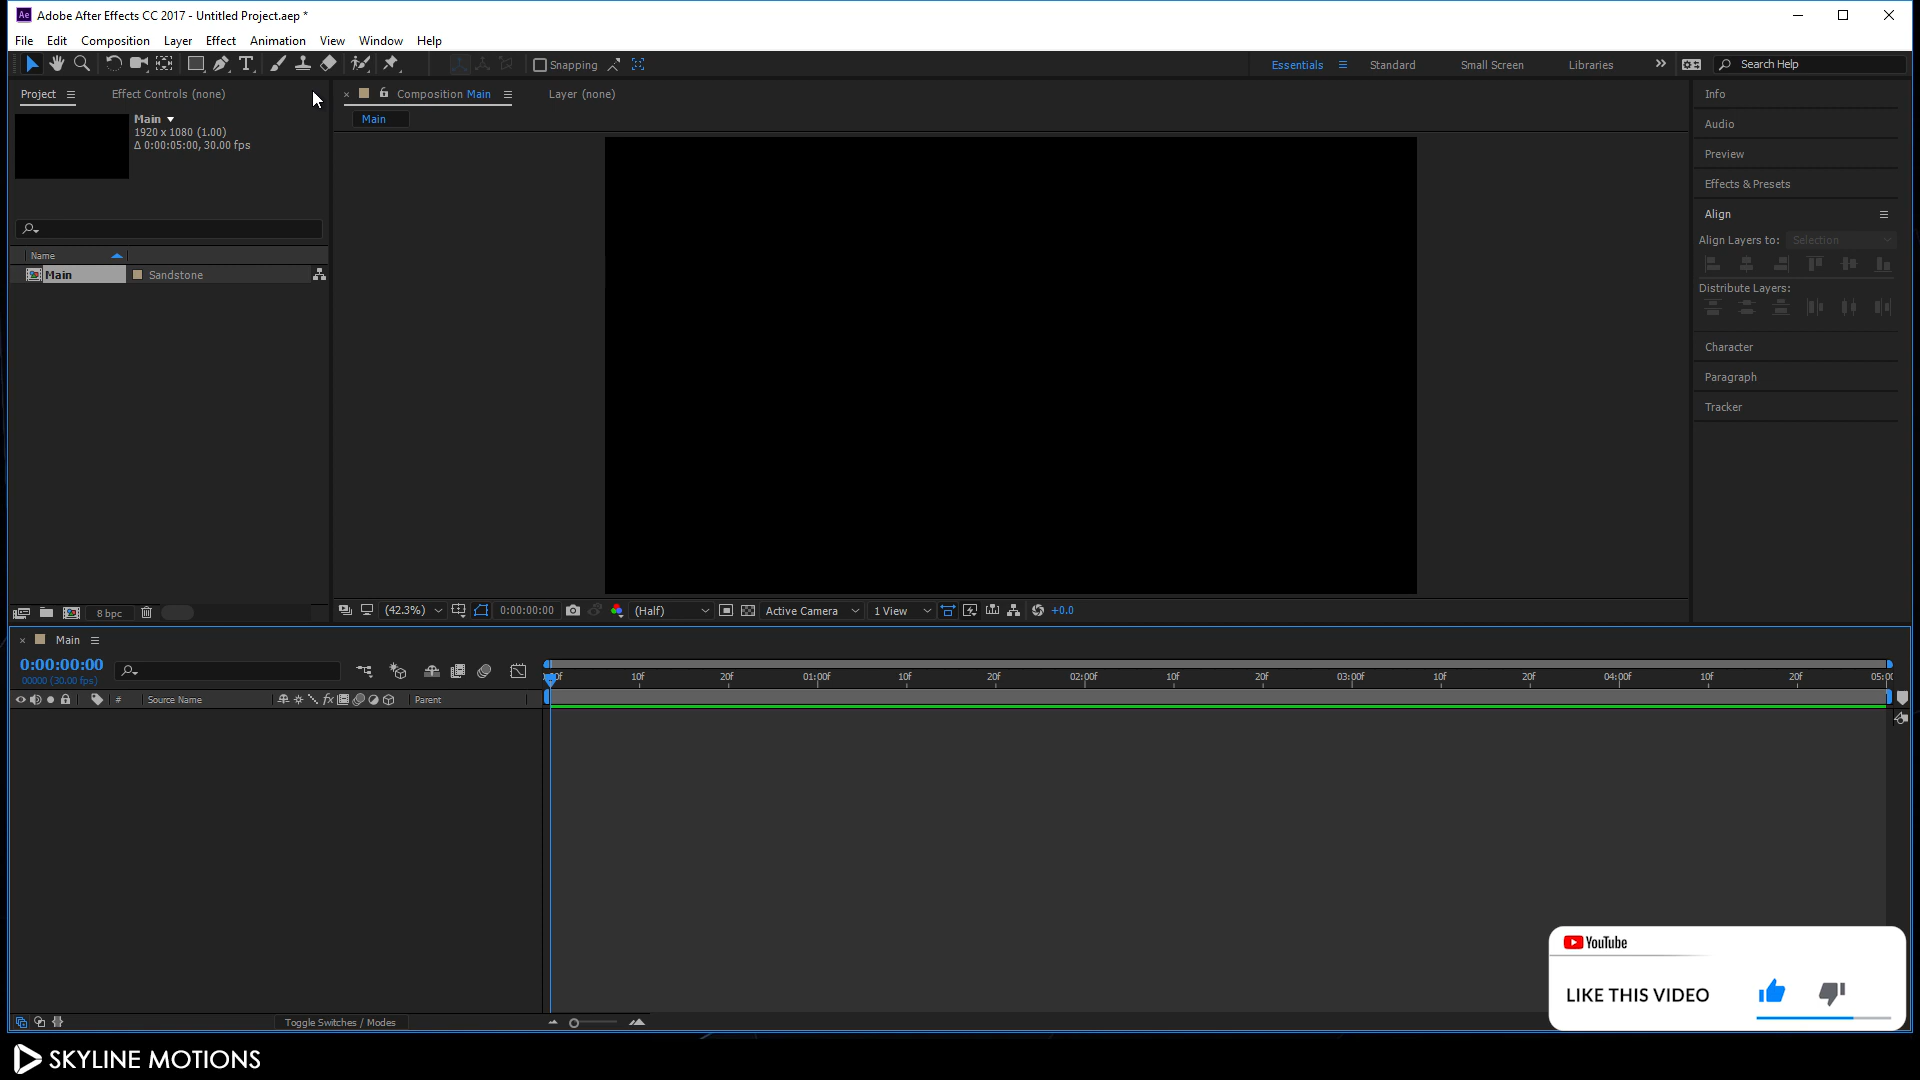 Adobe After Effects CC 2017 - Untitled Project.aep *
File Edit Composition Layer Effect Animation View Window Help
Snapping Essentials Standard Small Screen Libraries Search Help
Project Effect Controls (none) Composition Main Layer (none) Info
Main
1920 x 1080 (1.00)
Δ 0:00:05:00, 30.00 fps
Main
Audio
Preview
Effects & Presets
Align
Align Layers to: Selection
Distribute Layers:
Character
Paragraph
Tracker
Name
Main Sandstone
8 bpc
(42.3%) 0:00:00:00 (Half) Active Camera 1 View +0.0
Main
0:00:00:00
00000 (30.00 fps)
10f 20f 01:00f 10f 20f 02:00f 10f 20f 03:00f 10f 20f 04:00f 10f 20f
# Source Name fx Parent
Toggle Switches / Modes
YouTube
LIKE THIS VIDEO
SKYLINE MOTIONS